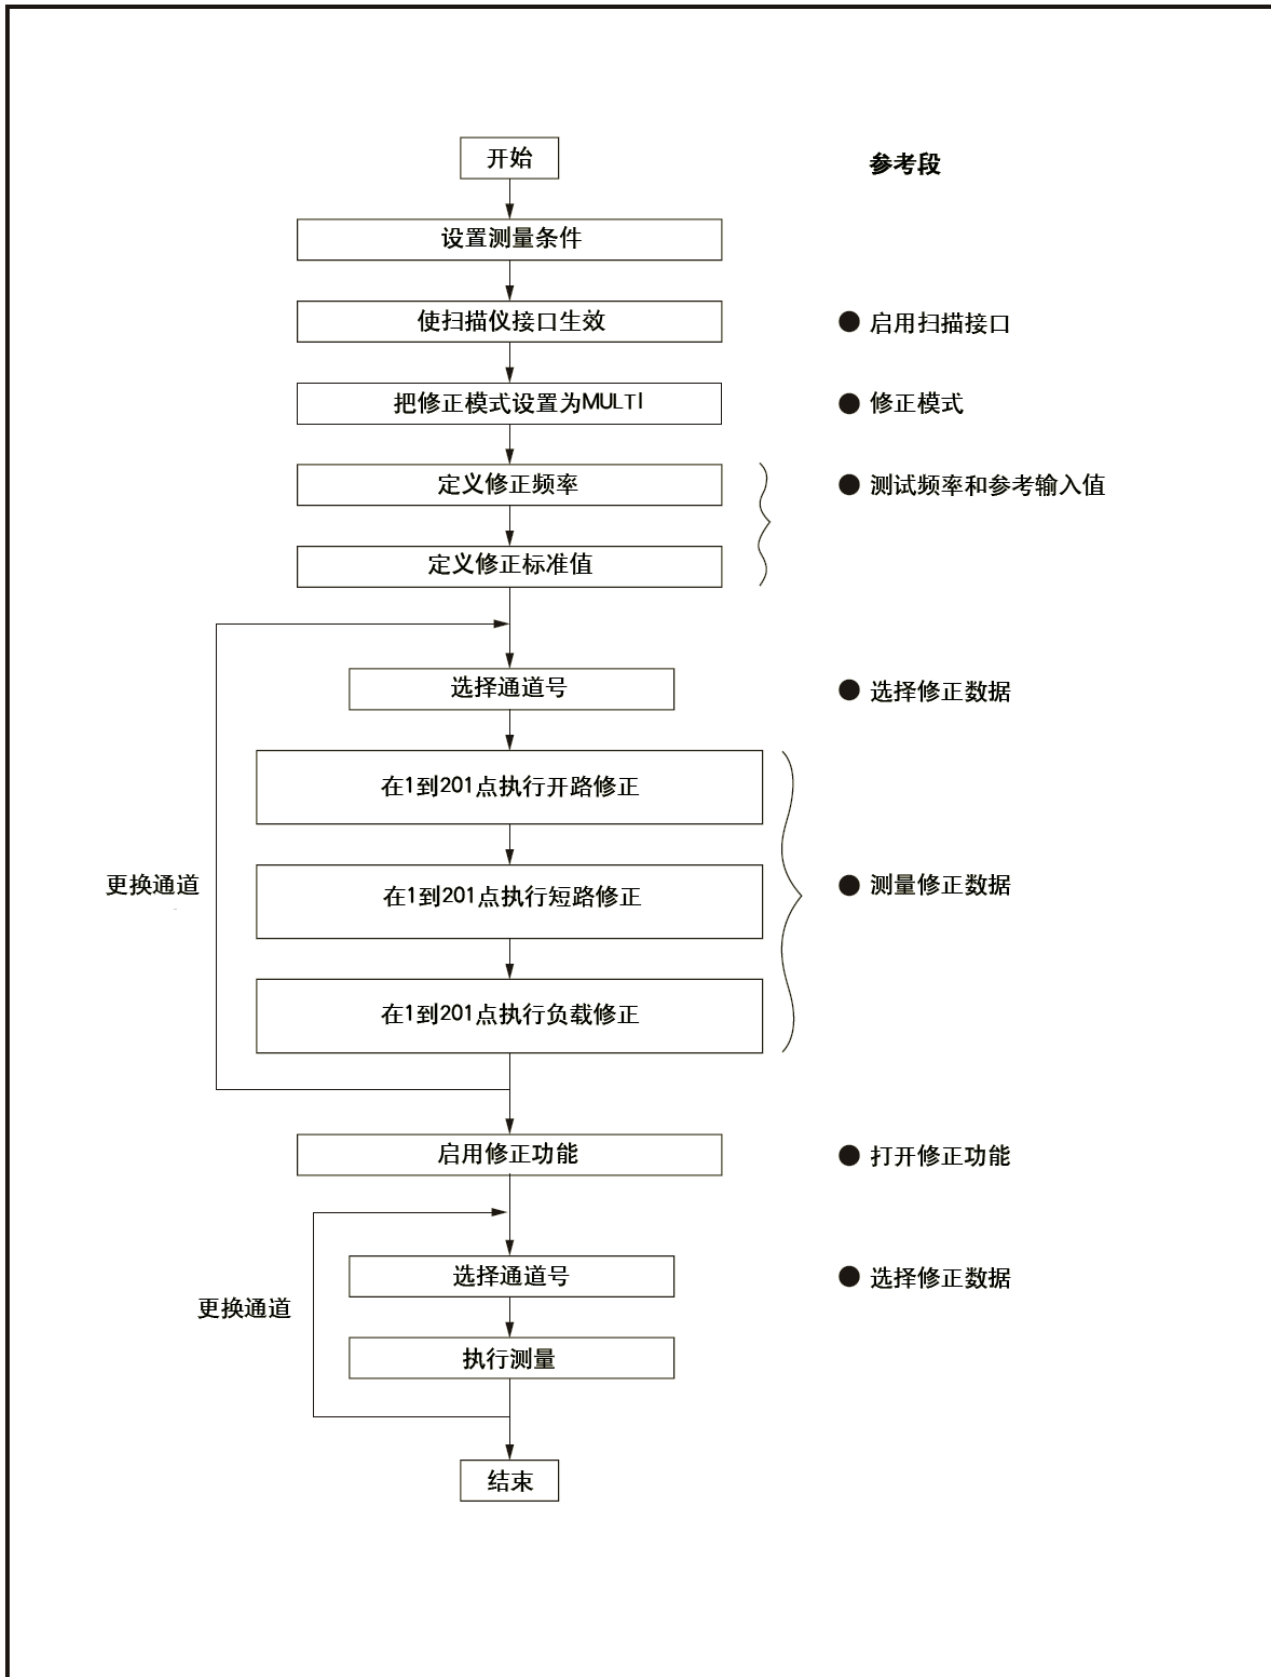 开始
参考段
设置测量条件
使扫描仪接口生效
● 启用扫描接口
把修正模式设置为MULTI
● 修正模式
定义修正频率
● 测试频率和参考输入值
定义修正标准值
选择通道号
● 选择修正数据
在1到201点执行开路修正
更换通道
在1到201点执行短路修正
● 测量修正数据
在1到201点执行负载修正
启用修正功能
● 打开修正功能
选择通道号
● 选择修正数据
更换通道
执行测量
结束